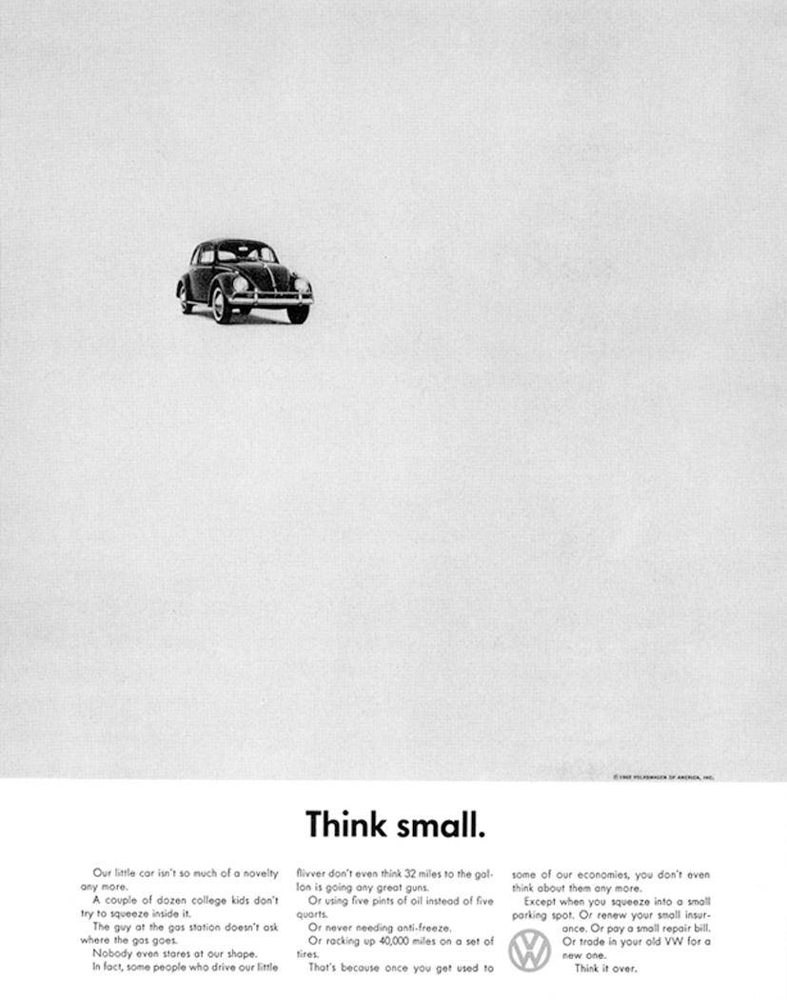 © 1962 VOLKSWAGEN OF AMERICA, INC.
Think small.
Our little car isn't so much of a novelty
any more.
A couple of dozen college kids don't
try to squeeze inside it.
The guy at the gas station doesn't ask
where the gas goes.
Nobody even stares at our shape.
In fact, some people who drive our little
flivver don't even think 32 miles to the gal-
lon is going any great guns.
Or using five pints of oil instead of five
quarts.
Or never needing anti-freeze.
Or racking up 40,000 miles on a set of
tires.
That's because once you get used to
some of our economies, you don't even
think about them any more.
Except when you squeeze into a small
parking spot. Or renew your small insur-
ance. Or pay a small repair bill.
Or trade in your old VW for a
new one.
Think it over.